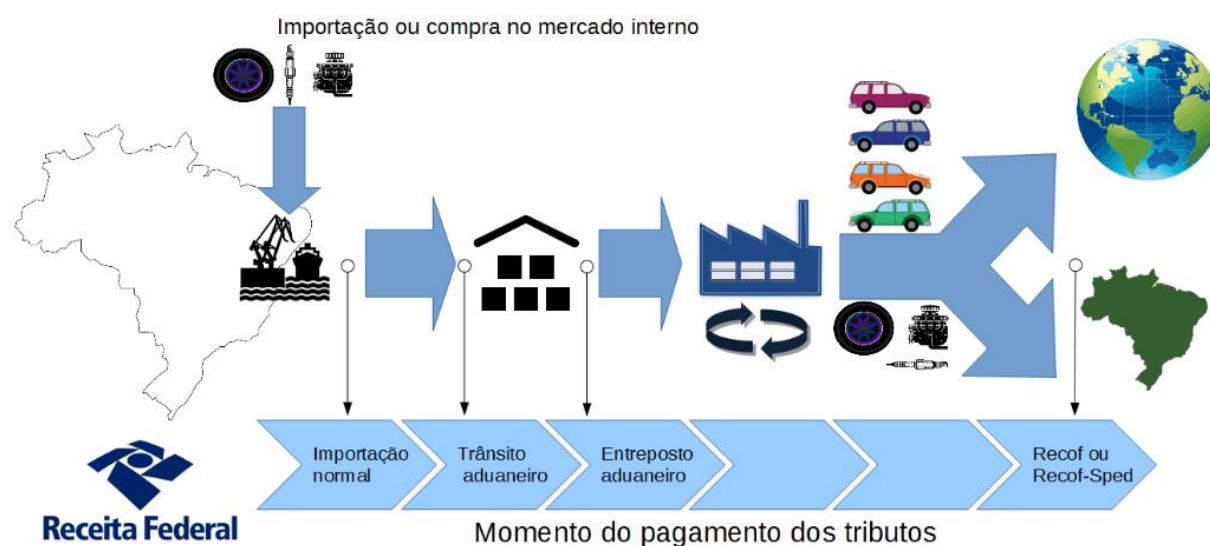 Importação ou compra no mercado interno
Importação
normal
Trânsito
aduaneiro
Entreposto
aduaneiro
Recof ou
Recof-Sped
Receita Federal
Momento do pagamento dos tributos